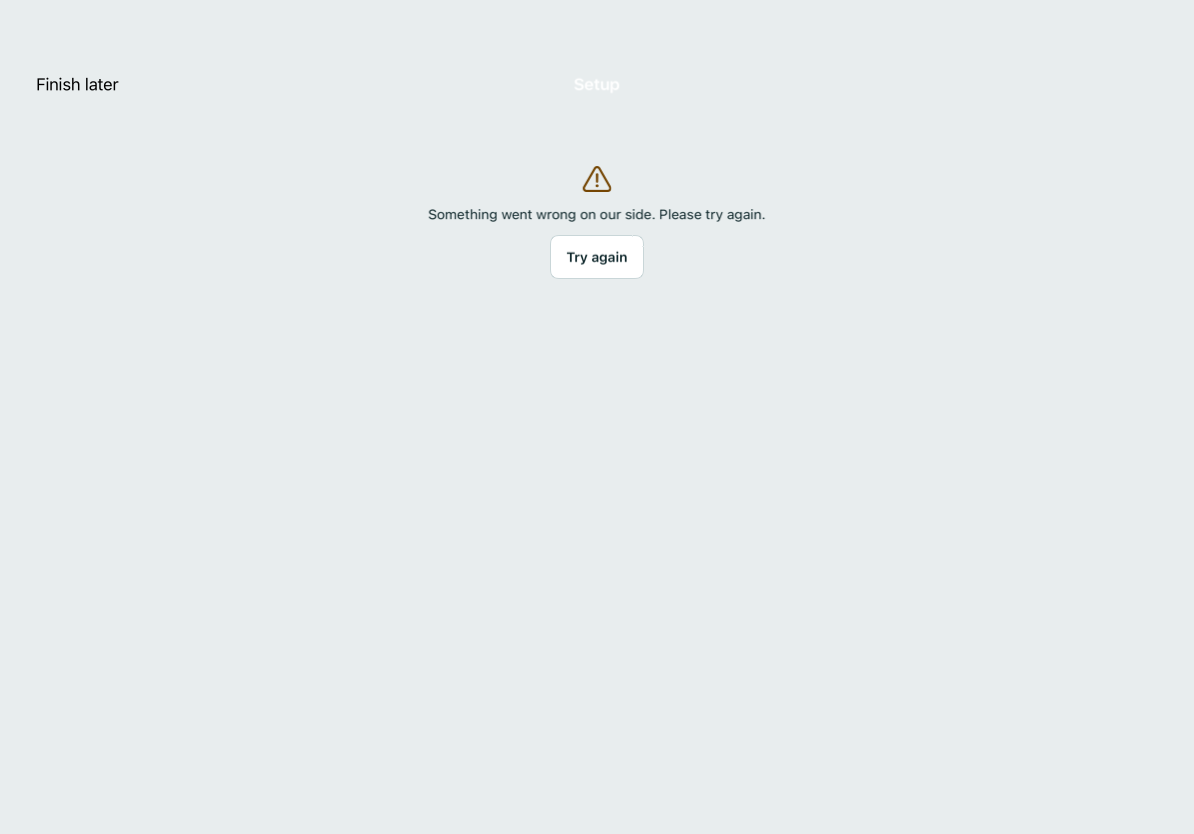 Finish later
Setup
Something went wrong on our side. Please try again.
Try again